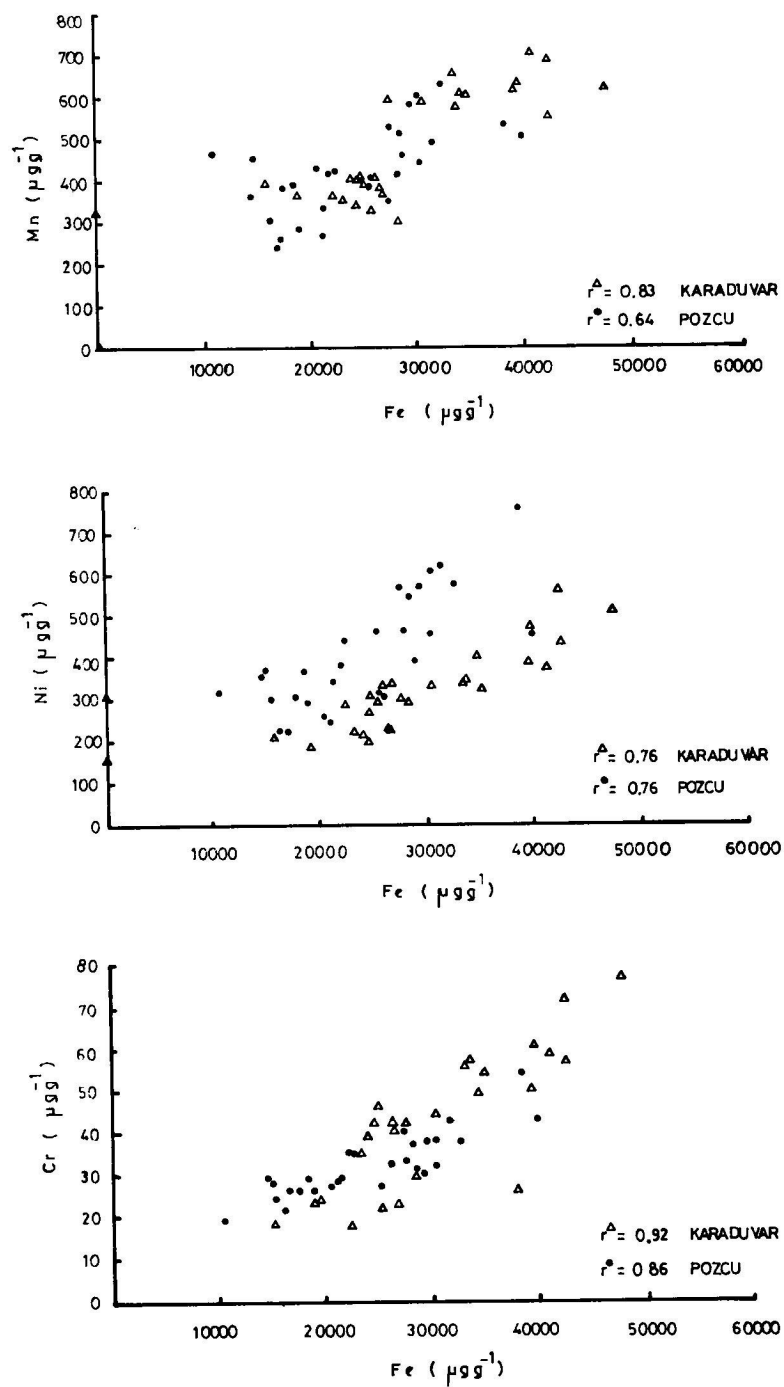 800
700
600
500
400
300
200
100
0
Mn (μgg⁻¹)
r△= 0.83 KARADUVAR
r•= 0.64 POZCU
10000 20000 30000 40000 50000 60000
Fe (μgg⁻¹)
800
700
600
500
400
300
200
100
0
Ni (μgg⁻¹)
r△= 0.76 KARADUVAR
r•= 0.76 POZCU
10000 20000 30000 40000 50000 60000
Fe (μgg⁻¹)
80
70
60
50
40
30
20
10
0
Cr (μgg⁻¹)
r△= 0.92 KARADUVAR
r•= 0 86 POZCU
10000 20000 30000 40000 50000 60000
Fe (μgg⁻¹)